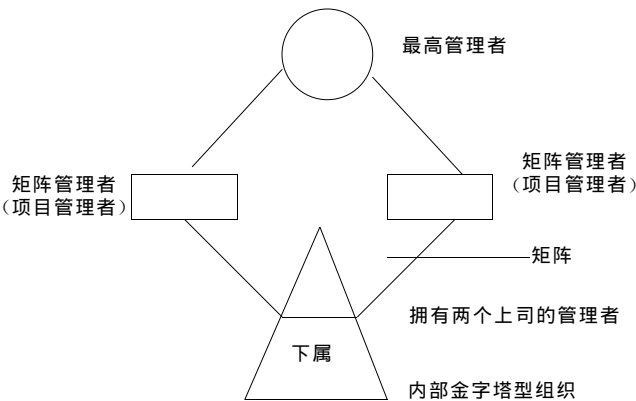 最高管理者
矩阵管理者
（项目管理者）
矩阵管理者
（项目管理者）
矩阵
拥有两个上司的管理者
下属
内部金字塔型组织